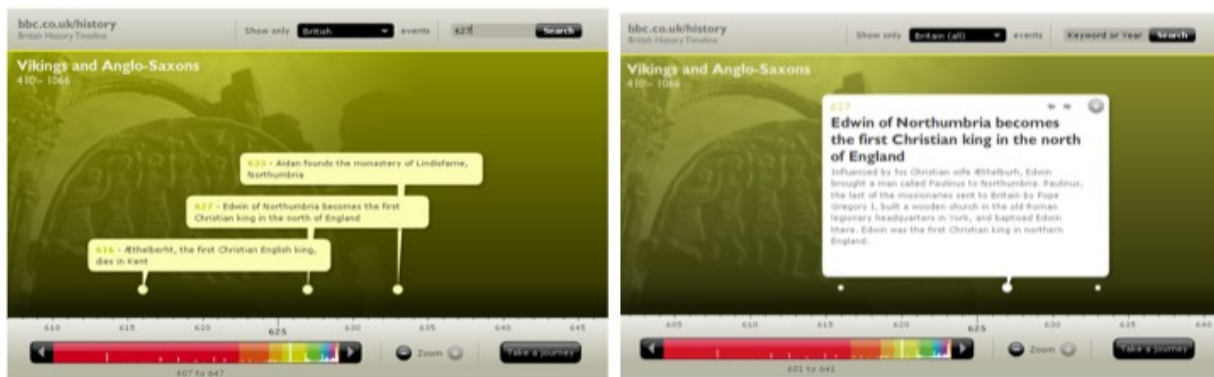 bbc.co.uk/history
British History Timeline
Show only British events 627 Search
Vikings and Anglo-Saxons
410 - 1066
633 - Aidan founds the monastery of Lindisfarne,
Northumbria
627 - Edwin of Northumbria becomes the first
Christian king in the north of England
616 - Æthelberht, the first Christian English king,
dies in Kent
610 615 620 625 630 635 640 645
Zoom Take a journey
607 to 647
bbc.co.uk/history
British History Timeline
Show only Britain (all) events Keyword or Year Search
Vikings and Anglo-Saxons
410 - 1066
627
Edwin of Northumbria becomes
the first Christian king in the north
of England
Influenced by his Christian wife Æthelburh, Edwin
brought a man called Paulinus to Northumbria. Paulinus,
the last of the missionaries sent to Britain by Pope
Gregory I, built a wooden church in the old Roman
legionary headquarters in York, and baptised Edwin
there. Edwin was the first Christian king in northern
England.
605 610 615 620 625 630 635 640
Zoom Take a journey
601 to 641